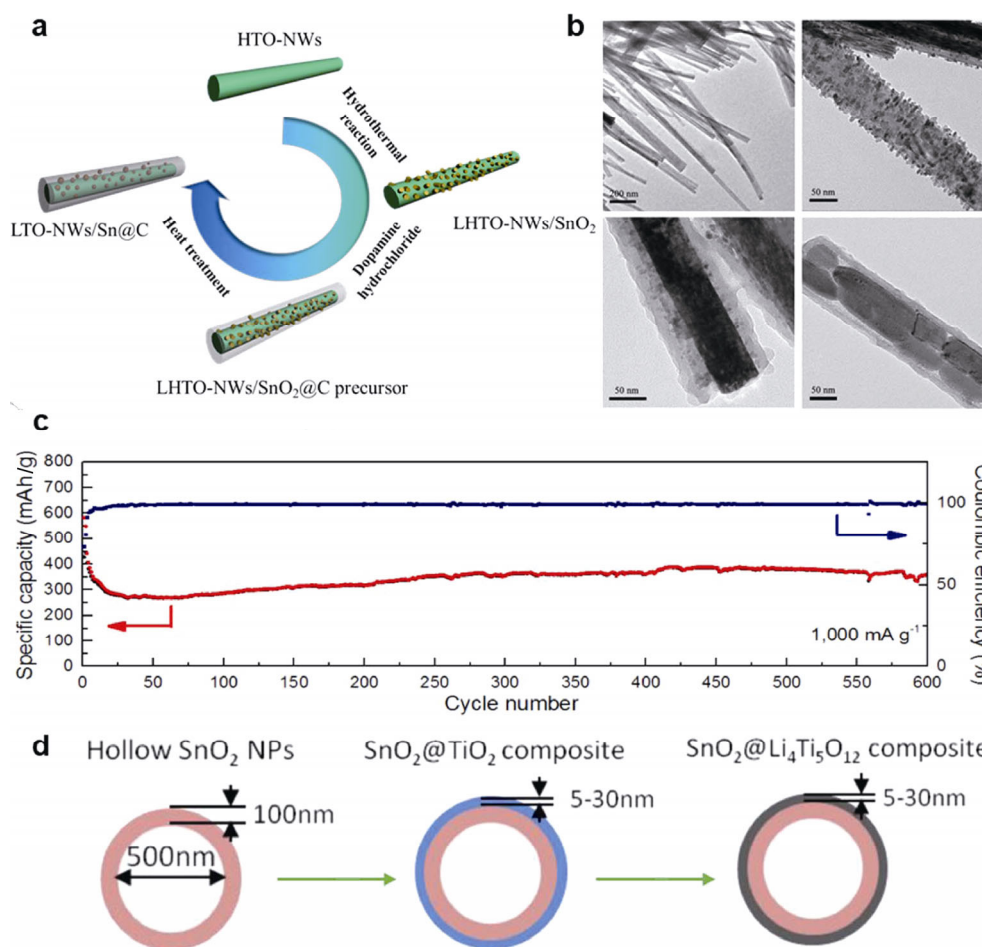 a
HTO-NWs
Hydrothermal
reaction
LHTO-NWs/SnO₂
Dopamine
hydrochloride
LHTO-NWs/SnO₂@C precursor
Heat treatment
LTO-NWs/Sn@C
b
200 nm
50 nm
50 nm
50 nm
c
Specific capacity (mAh/g)
800
700
600
500
400
300
200
100
0
0 50 100 150 200 250 300 350 400 450 500 550 600
Cycle number
1,000 mA g⁻¹
100
50
0
Coulombic efficiency (%)
d
Hollow SnO₂ NPs
100nm
500nm
SnO₂@TiO₂ composite
5-30nm
SnO₂@Li₄Ti₅O₁₂ composite
5-30nm